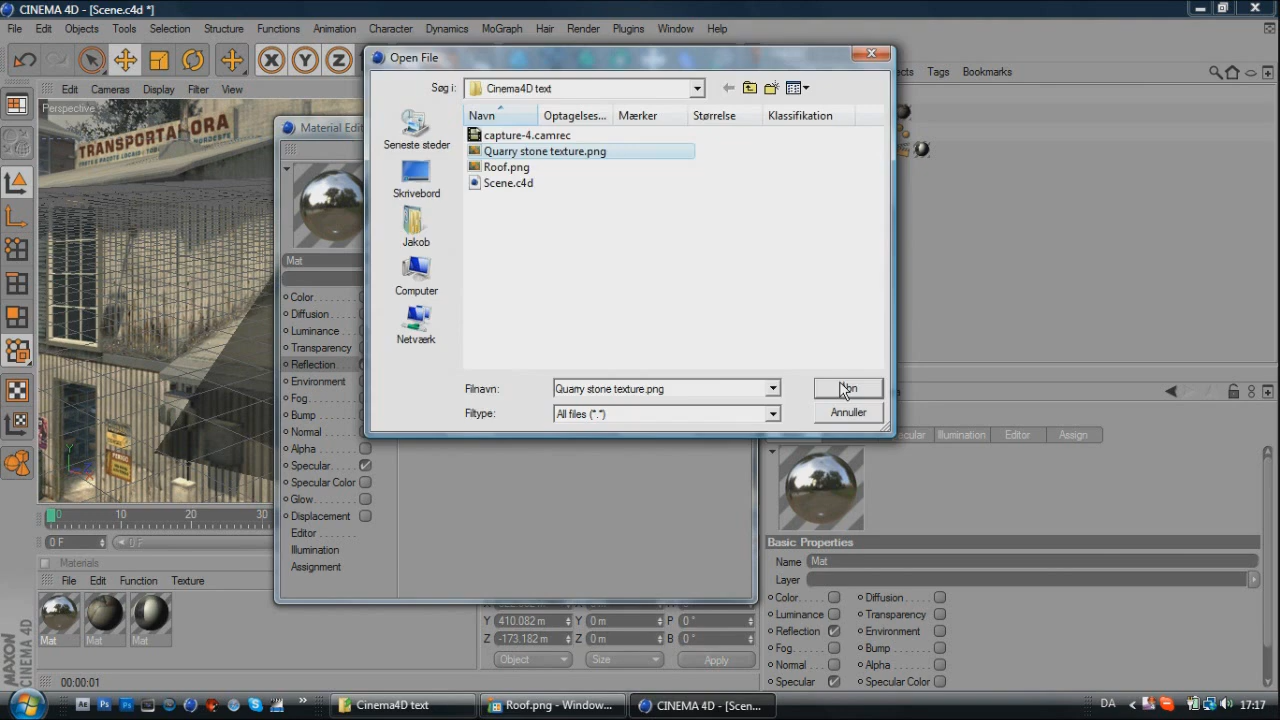 CINEMA 4D - [Scene.c4d *]
File Edit Objects Tools Selection Structure Functions Animation Character Dynamics MoGraph Hair Render Plugins Window Help
Open File
Edit Cameras Display Filter View
Tags Bookmarks
Søg i: Cinema4D text
Perspective
TRANSPORTADORA
Navn Optagelses... Mærker Størrelse Klassifikation
capture-4.camrec
Quarry stone texture.png
Roof.png
Scene.c4d
Seneste steder
Skrivebord
Jakob
Computer
Netværk
Material Edit
Mat
Color
Diffusion
Luminance
Transparency
Reflection
Environment
Fog
Bump
Normal
Alpha
Specular
Specular Color
Glow
Displacement
Editor
Illumination
Assignment
Filnavn: Quarry stone texture.png
Filtype: All files (*.*)
Annuller
Illumination Editor Assign
0 10 20 30
0 F
0 F
Materials
File Edit Function Texture
Mat Mat Mat
Y 410.082 m Y 0 m P 0 °
Z -173.182 m Z 0 m B 0 °
Object Size Apply
Basic Properties
Name Mat
Layer
Color Diffusion
Luminance Transparency
Reflection Environment
Fog Bump
Normal Alpha
Specular Specular Color
MAXON CINEMA 4D
00:00:01
Cinema4D text
Roof.png - Window...
CINEMA 4D - [Scen...
DA
17:17